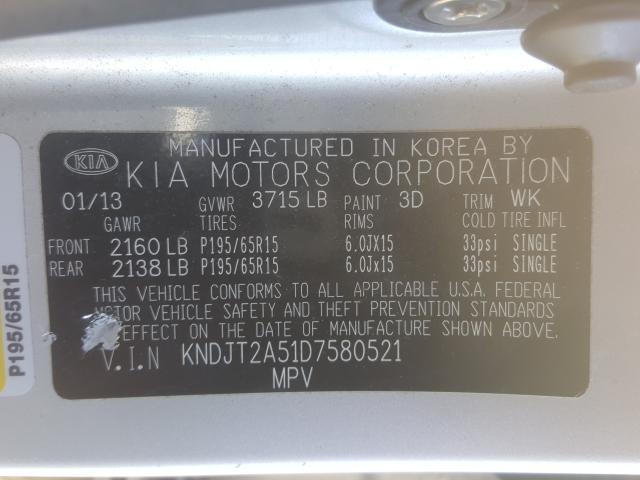 MANUFACTURED IN KOREA BY
KIA KIA MOTORS CORPORATION
01/13 GVWR 3715 LB PAINT 3D TRIM WK
GAWR TIRES RIMS COLD TIRE INFL
FRONT 2160 LB P195/65R15 6.0JX15 33psi SINGLE
REAR 2138 LB P195/65R15 6.0Jx15 33psi SINGLE
THIS VEHICLE CONFORMS TO ALL APPLICABLE U.S.A. FEDERAL
MOTOR VEHICLE SAFETY AND THEFT PREVENTION STANDARDS
EFFECT ON THE DATE OF MANUFACTURE SHOWN ABOVE.
V.I.N KNDJT2A51D7580521
MPV
P195/65R15